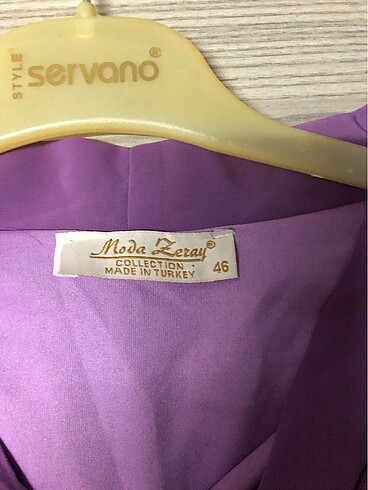 STYLE
servano®
Moda Zeray®
COLLECTION
MADE IN TURKEY
46